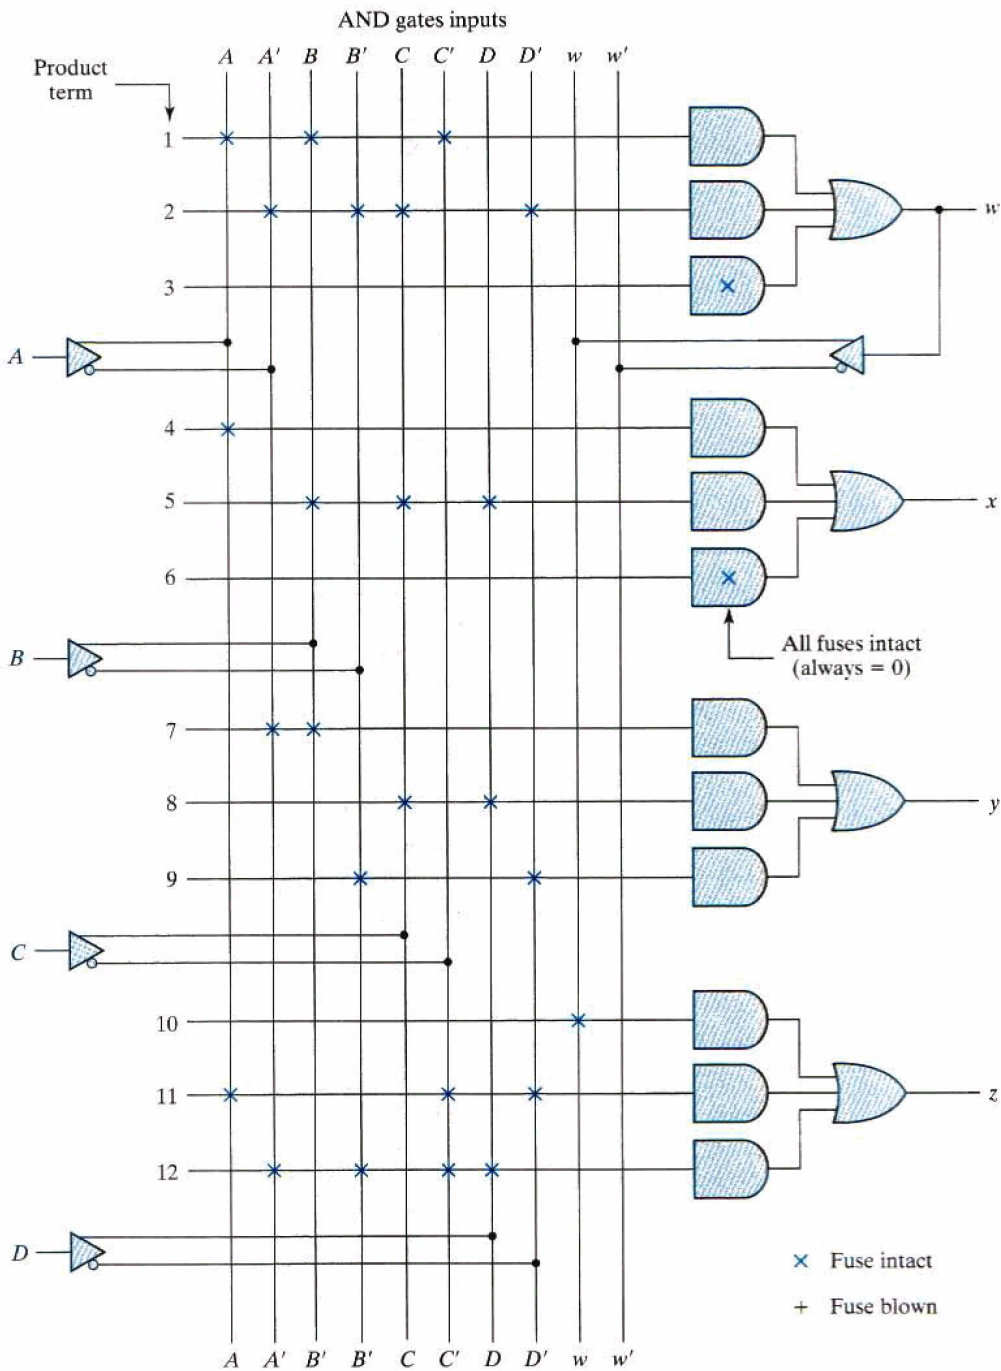 AND gates inputs
A A' B B' C C' D D' w w'
Product
term
1
2
w
3
A
4
5
x
6
All fuses intact
(always = 0)
B
7
8
y
9
C
10
11
z
12
D
× Fuse intact
+ Fuse blown
A A' B' B' C C' D D' w w'